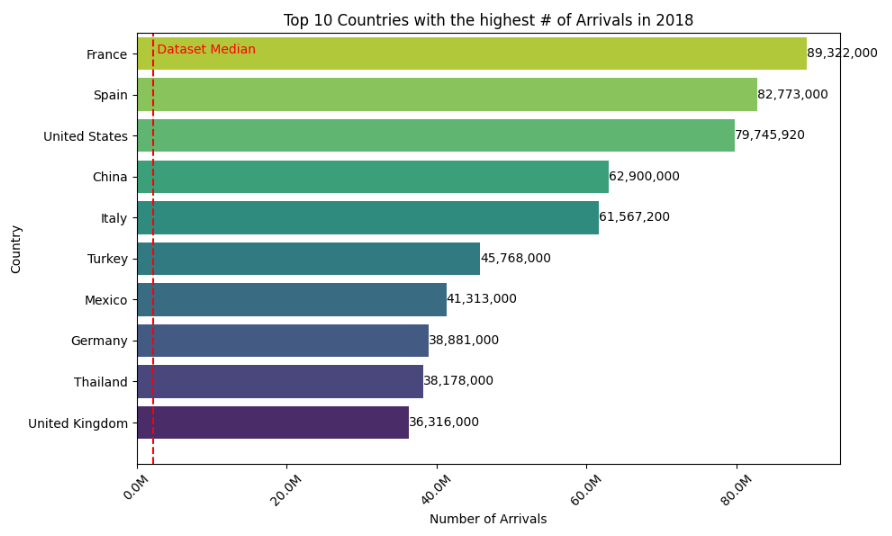 Top 10 Countries with the highest # of Arrivals in 2018
France
Dataset Median
89,322,000
Spain
82,773,000
United States
79,745,920
China
62,900,000
Italy
61,567,200
Turkey
45,768,000
Mexico
41,313,000
Germany
38,881,000
Thailand
38,178,000
United Kingdom
36,316,000
Country
0.0M
20.0M
40.0M
60.0M
80.0M
Number of Arrivals